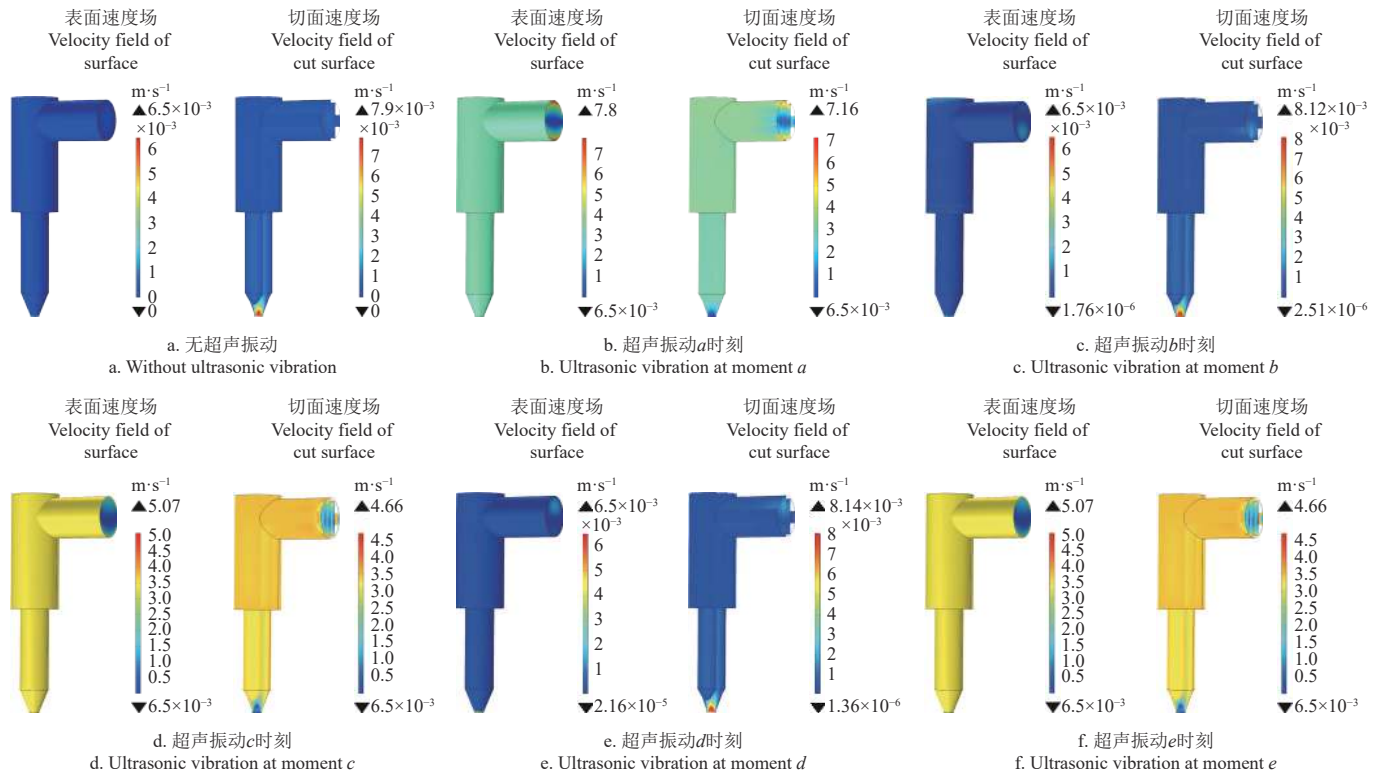 表面速度场
Velocity field of
surface
m·s⁻¹
▲6.5×10⁻³
×10⁻³
6
5
4
3
2
1
0
▼0
切面速度场
Velocity field of
cut surface
m·s⁻¹
▲7.9×10⁻³
×10⁻³
7
6
5
4
3
2
1
0
▼0
a. 无超声振动
a. Without ultrasonic vibration
表面速度场
Velocity field of
surface
m·s⁻¹
▲7.8
7
6
5
4
3
2
1
▼6.5×10⁻³
切面速度场
Velocity field of
cut surface
m·s⁻¹
▲7.16
7
6
5
4
3
2
1
▼6.5×10⁻³
b. 超声振动a时刻
b. Ultrasonic vibration at moment a
表面速度场
Velocity field of
surface
m·s⁻¹
▲6.5×10⁻³
×10⁻³
6
5
4
3
2
1
▼1.76×10⁻⁶
切面速度场
Velocity field of
cut surface
m·s⁻¹
▲8.12×10⁻³
×10⁻³
8
7
6
5
4
3
2
1
▼2.51×10⁻⁶
c. 超声振动b时刻
c. Ultrasonic vibration at moment b
表面速度场
Velocity field of
surface
m·s⁻¹
▲5.07
5.0
4.5
4.0
3.5
3.0
2.5
2.0
1.5
1.0
0.5
▼6.5×10⁻³
切面速度场
Velocity field of
cut surface
m·s⁻¹
▲4.66
4.5
4.0
3.5
3.0
2.5
2.0
1.5
1.0
0.5
▼6.5×10⁻³
d. 超声振动c时刻
d. Ultrasonic vibration at moment c
表面速度场
Velocity field of
surface
m·s⁻¹
▲6.5×10⁻³
×10⁻³
6
5
4
3
2
1
▼2.16×10⁻⁵
切面速度场
Velocity field of
cut surface
m·s⁻¹
▲8.14×10⁻³
×10⁻³
8
7
6
5
4
3
2
1
▼1.36×10⁻⁶
e. 超声振动d时刻
e. Ultrasonic vibration at moment d
表面速度场
Velocity field of
surface
m·s⁻¹
▲5.07
5.0
4.5
4.0
3.5
3.0
2.5
2.0
1.5
1.0
0.5
▼6.5×10⁻³
切面速度场
Velocity field of
cut surface
m·s⁻¹
▲4.66
4.5
4.0
3.5
3.0
2.5
2.0
1.5
1.0
0.5
▼6.5×10⁻³
f. 超声振动e时刻
f. Ultrasonic vibration at moment e